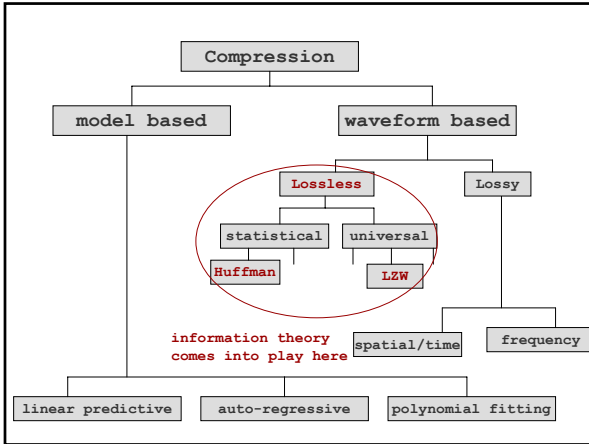 Compression
model based
waveform based
Lossless
Lossy
statistical
universal
Huffman
LZW
information theory
comes into play here
spatial/time
frequency
linear predictive
auto-regressive
polynomial fitting